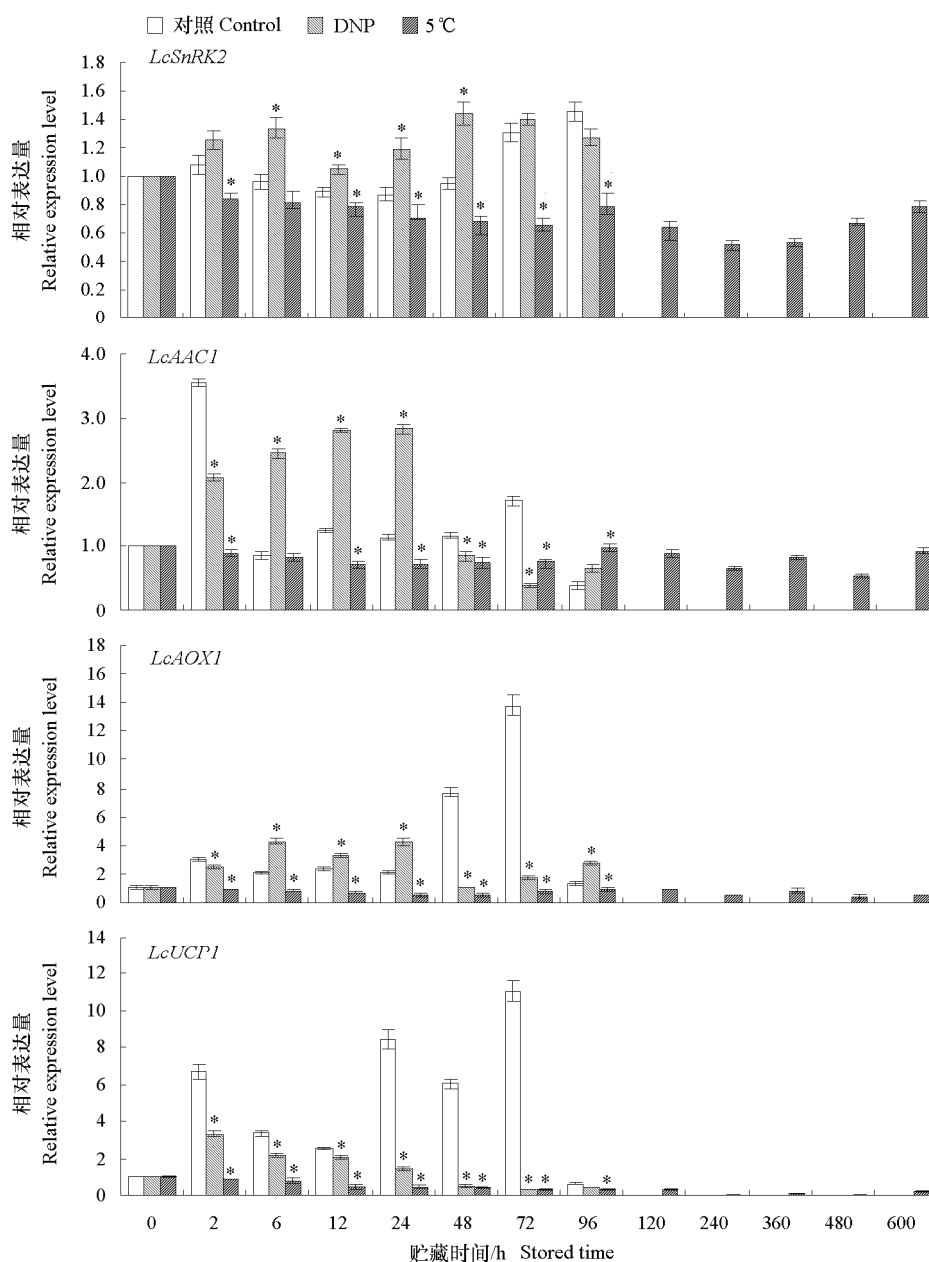 对照 Control DNP 5℃
LcSnRK2
相对表达量
Relative expression level
1.8
1.6
1.4
1.2
1.0
0.8
0.6
0.4
0.2
0
* * * * *
* * * * * *
LcAAC1
相对表达量
Relative expression level
4.0
3.0
2.0
1.0
0
* * * * * * * * * * * *
LcAOX1
相对表达量
Relative expression level
18
16
14
12
10
8
6
4
2
0
* * * * * * * * * * * * *
LcUCP1
相对表达量
Relative expression level
14
12
10
8
6
4
2
0
* * * * * * * * * * * * * * *
0 2 6 12 24 48 72 96 120 240 360 480 600
贮藏时间/h Stored time